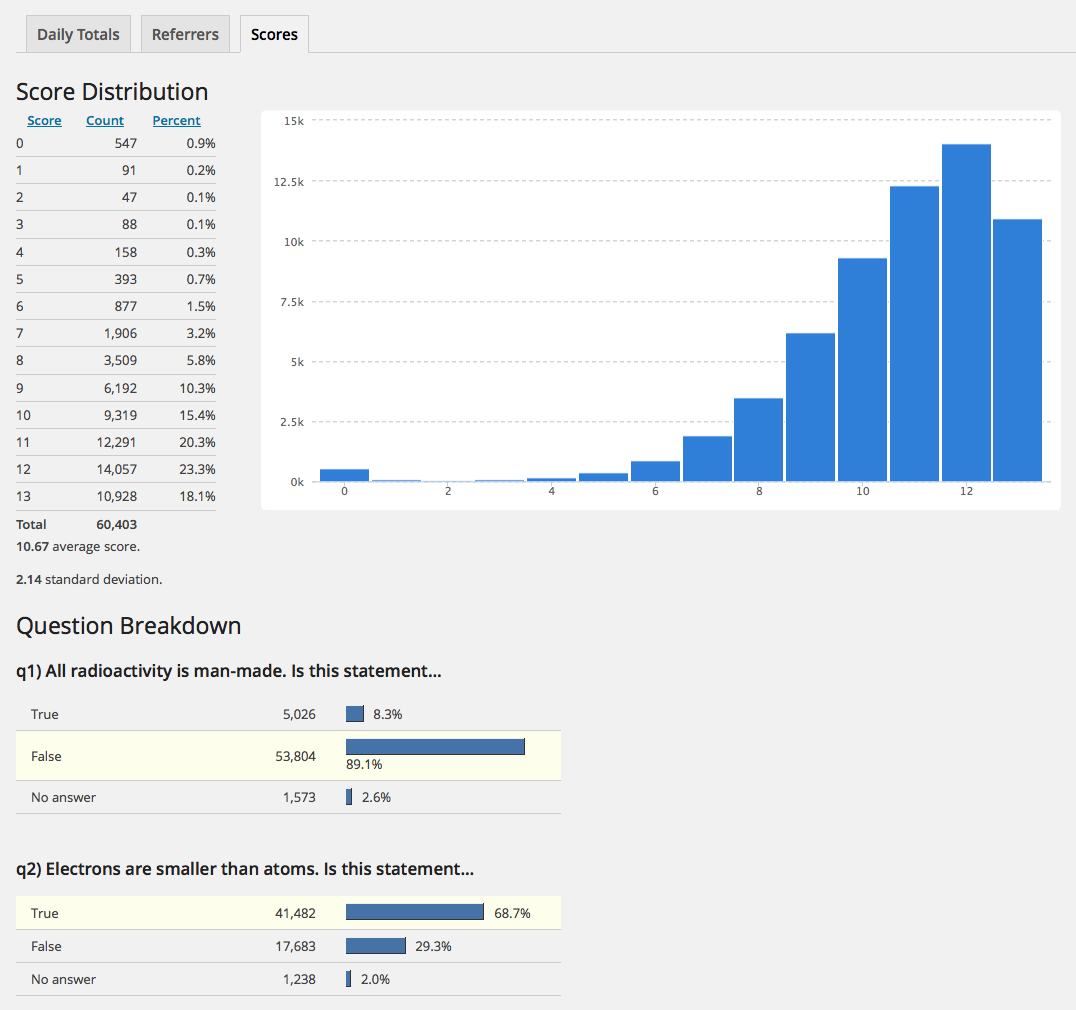 Daily Totals Referrers Scores
Score Distribution
Score Count Percent
0 547 0.9%
1 91 0.2%
2 47 0.1%
3 88 0.1%
4 158 0.3%
5 393 0.7%
6 877 1.5%
7 1,906 3.2%
8 3,509 5.8%
9 6,192 10.3%
10 9,319 15.4%
11 12,291 20.3%
12 14,057 23.3%
13 10,928 18.1%
Total 60,403
10.67 average score.
2.14 standard deviation.
15k
12.5k
10k
7.5k
5k
2.5k
0k
0 2 4 6 8 10 12
Question Breakdown
q1) All radioactivity is man-made. Is this statement...
True 5,026 8.3%
False 53,804 89.1%
No answer 1,573 2.6%
q2) Electrons are smaller than atoms. Is this statement...
True 41,482 68.7%
False 17,683 29.3%
No answer 1,238 2.0%